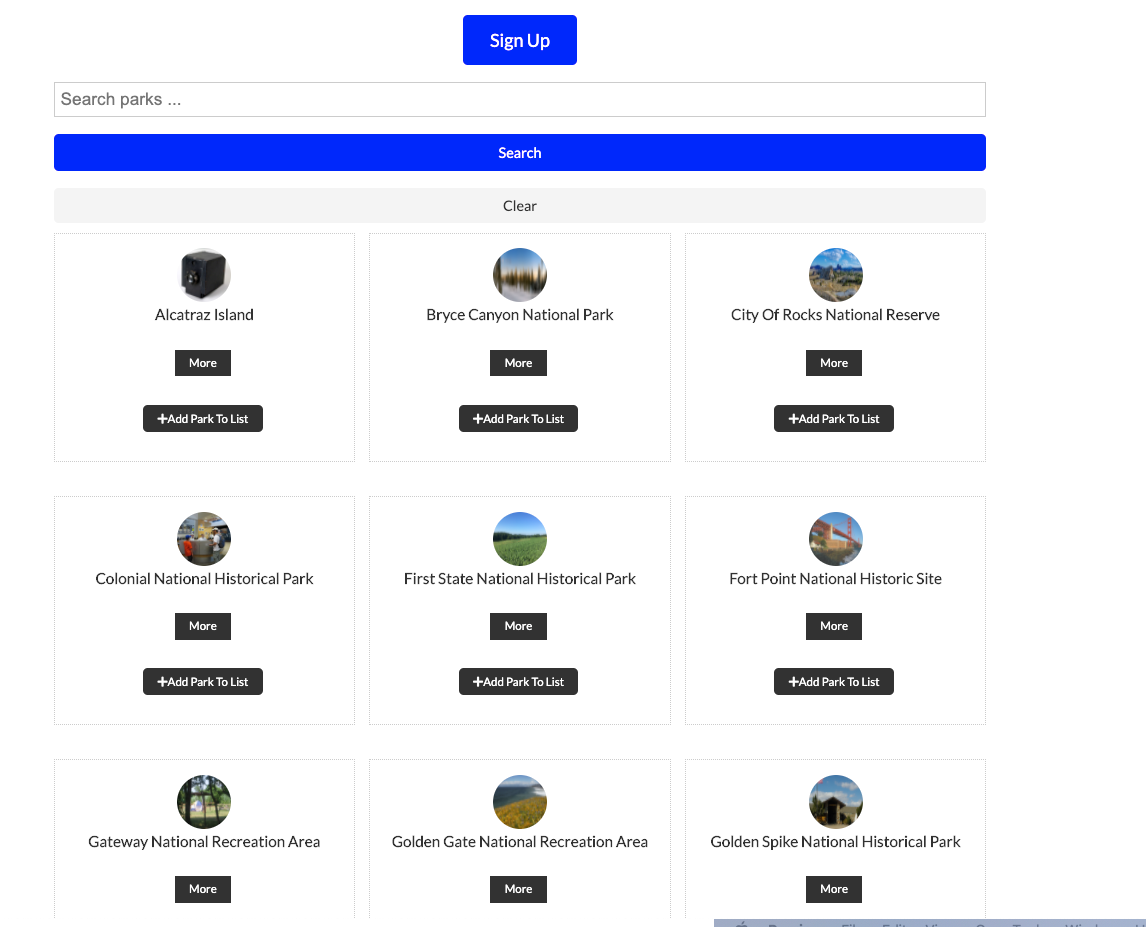 Sign Up
Search parks ...
Search
Clear
Alcatraz Island
Bryce Canyon National Park
City Of Rocks National Reserve
More
More
More
+Add Park To List
+Add Park To List
+Add Park To List
Colonial National Historical Park
First State National Historical Park
Fort Point National Historic Site
More
More
More
+Add Park To List
+Add Park To List
+Add Park To List
Gateway National Recreation Area
Golden Gate National Recreation Area
Golden Spike National Historical Park
More
More
More